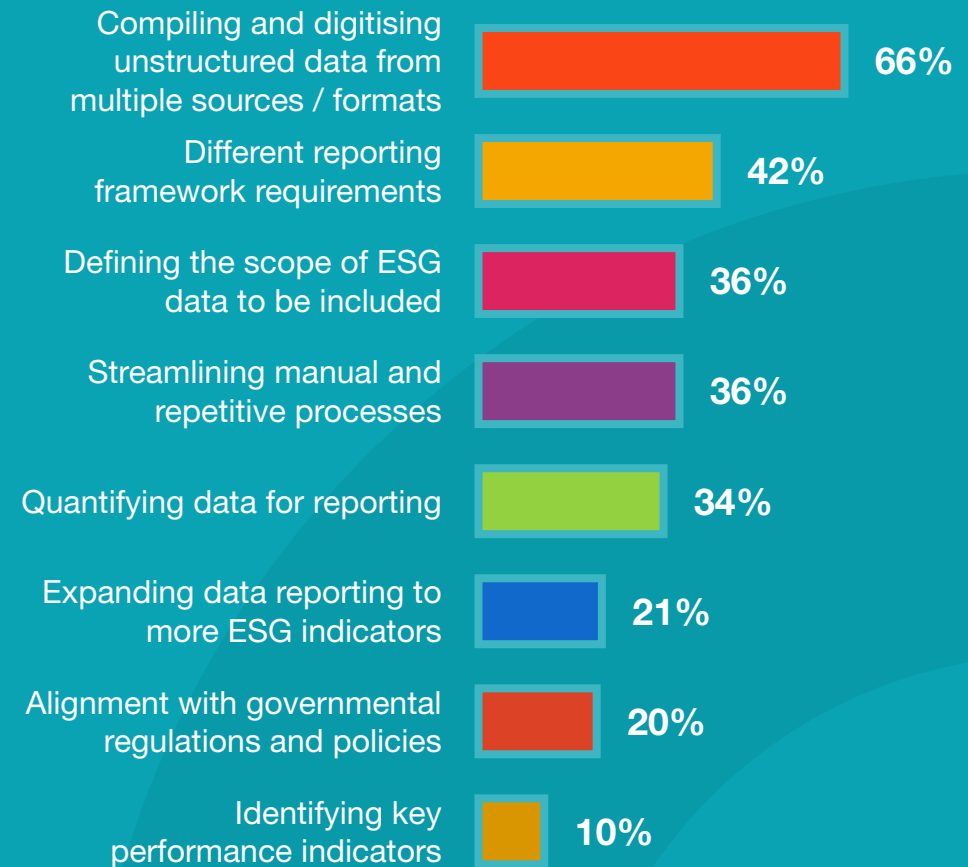 Compiling and digitising
unstructured data from
multiple sources / formats
66%
Different reporting
framework requirements
42%
Defining the scope of ESG
data to be included
36%
Streamlining manual and
repetitive processes
36%
Quantifying data for reporting
34%
Expanding data reporting to
more ESG indicators
21%
Alignment with governmental
regulations and policies
20%
Identifying key
performance indicators
10%